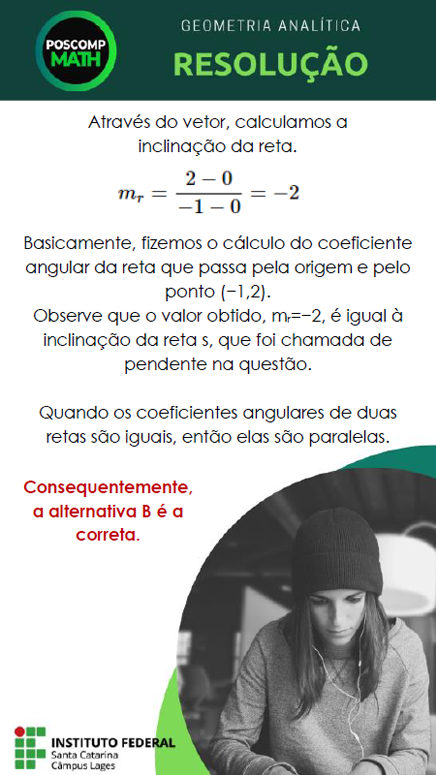 POSCOMP
MATH
GEOMETRIA ANALÍTICA
RESOLUÇÃO
Através do vetor, calculamos a
inclinação da reta.
mᵣ = (2 − 0)/(−1 − 0) = −2
Basicamente, fizemos o cálculo do coeficiente
angular da reta que passa pela origem e pelo
ponto (−1,2).
Observe que o valor obtido, mᵣ=−2, é igual à
inclinação da reta s, que foi chamada de
pendente na questão.
Quando os coeficientes angulares de duas
retas são iguais, então elas são paralelas.
Consequentemente,
a alternativa B é a
correta.
INSTITUTO FEDERAL
Santa Catarina
Câmpus Lages